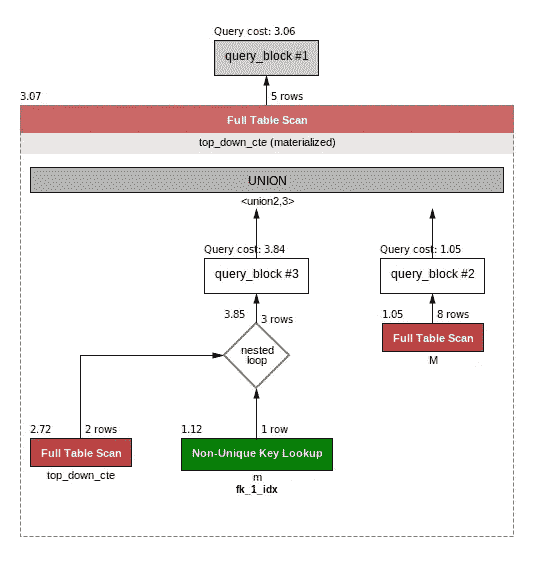 Query cost: 3.06
query_block #1
3.07
5 rows
Full Table Scan
top_down_cte (materialized)
UNION
<union2,3>
Query cost: 3.84
Query cost: 1.05
query_block #3
query_block #2
3.85
3 rows
1.05
8 rows
Full Table Scan
M
nested
loop
2.72
2 rows
1.12
1 row
Full Table Scan
Non-Unique Key Lookup
top_down_cte
m
fk_1_idx